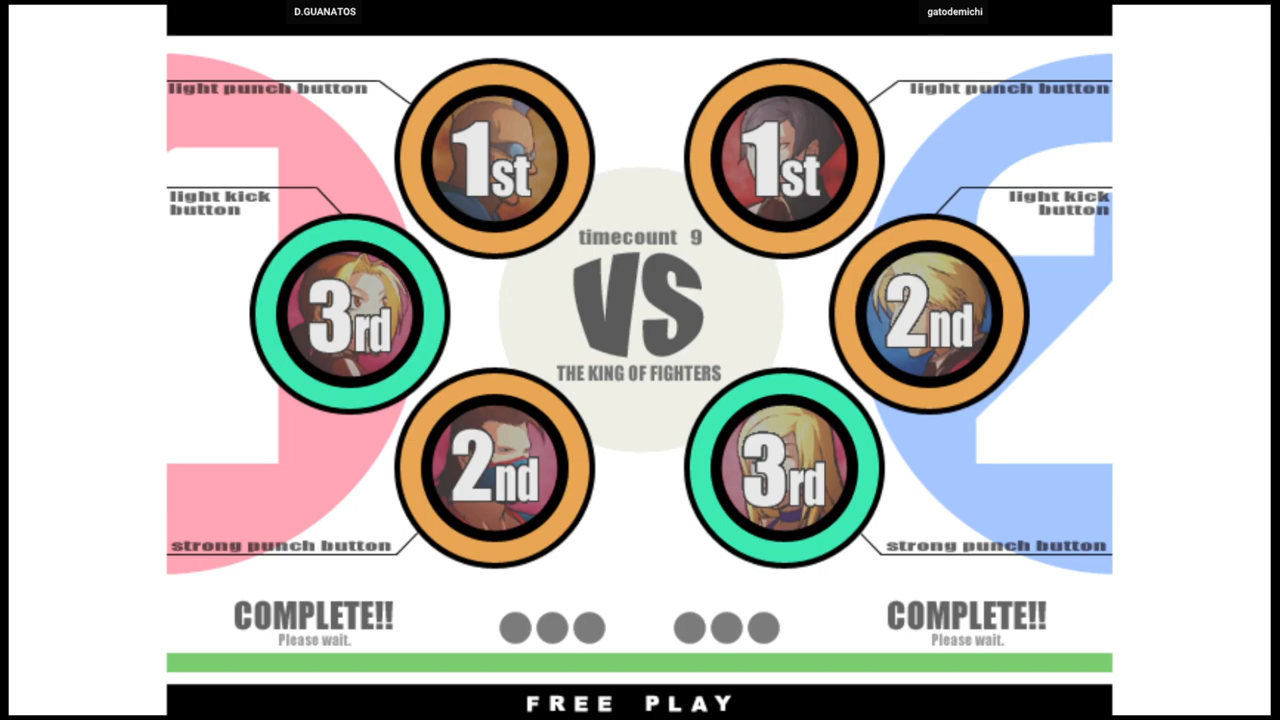 D.GUANATOS
gatodemichi
light punch button
light punch button
1st
1st
light kick
button
light kick
button
timecount 9
VS
THE KING OF FIGHTERS
3rd
2nd
2nd
3rd
strong punch button
strong punch button
COMPLETE!!
Please wait.
COMPLETE!!
Please wait.
FREE PLAY